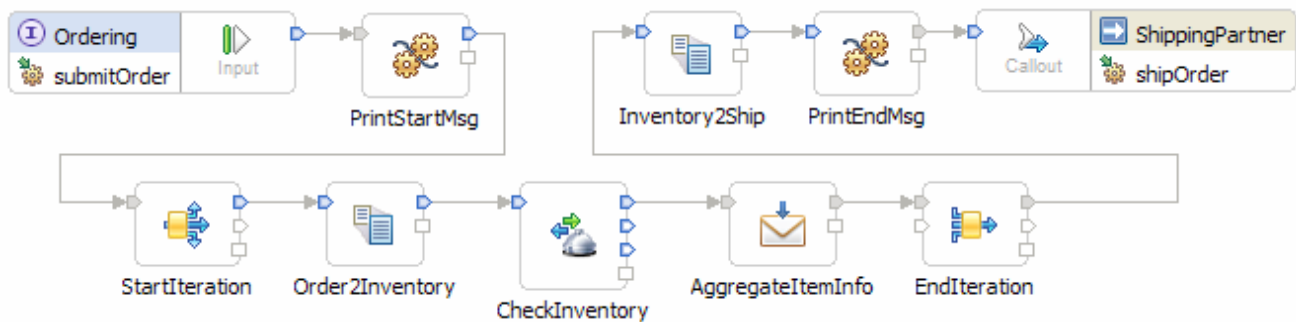 Ordering
submitOrder
Input
PrintStartMsg
Inventory2Ship
PrintEndMsg
Callout
ShippingPartner
shipOrder
StartIteration
Order2Inventory
CheckInventory
AggregateItemInfo
EndIteration